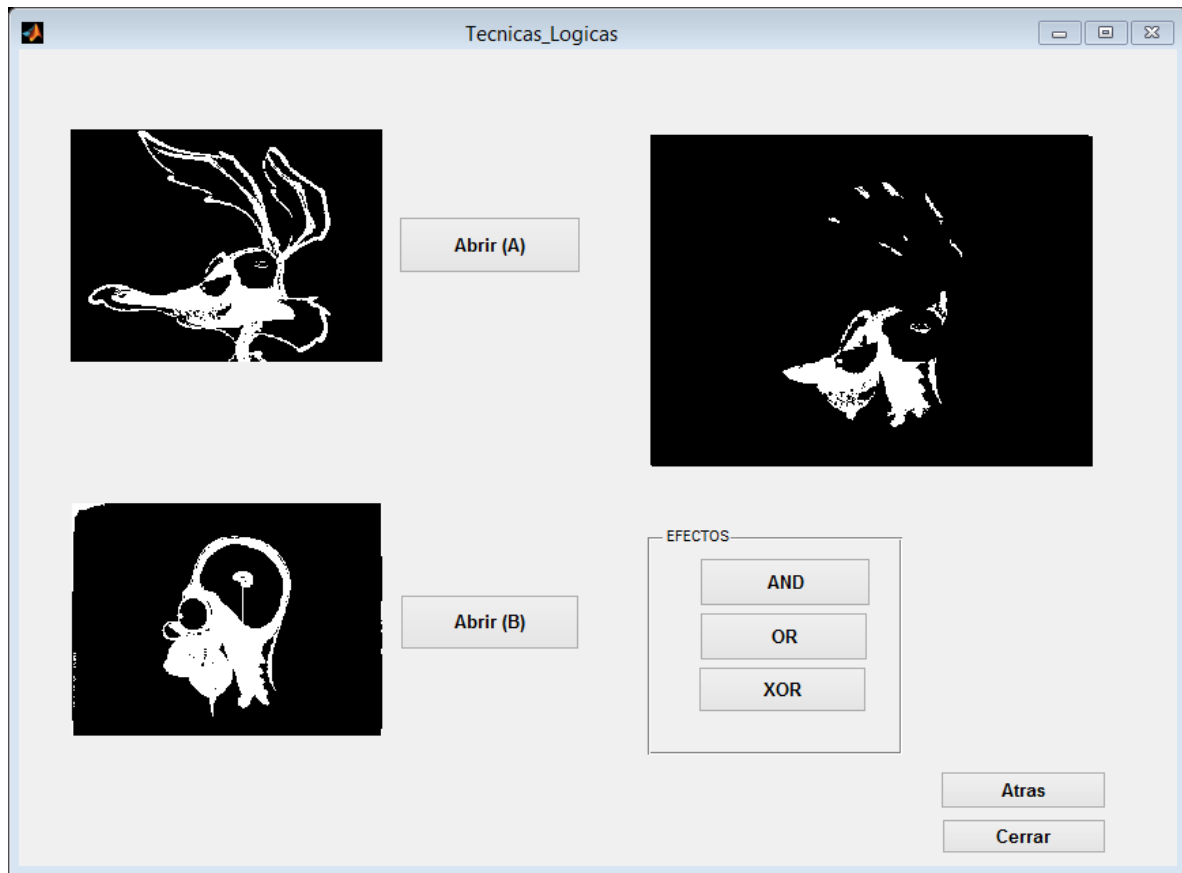 Tecnicas_Logicas
Abrir (A)
Abrir (B)
EFECTOS
AND
OR
XOR
Atras
Cerrar